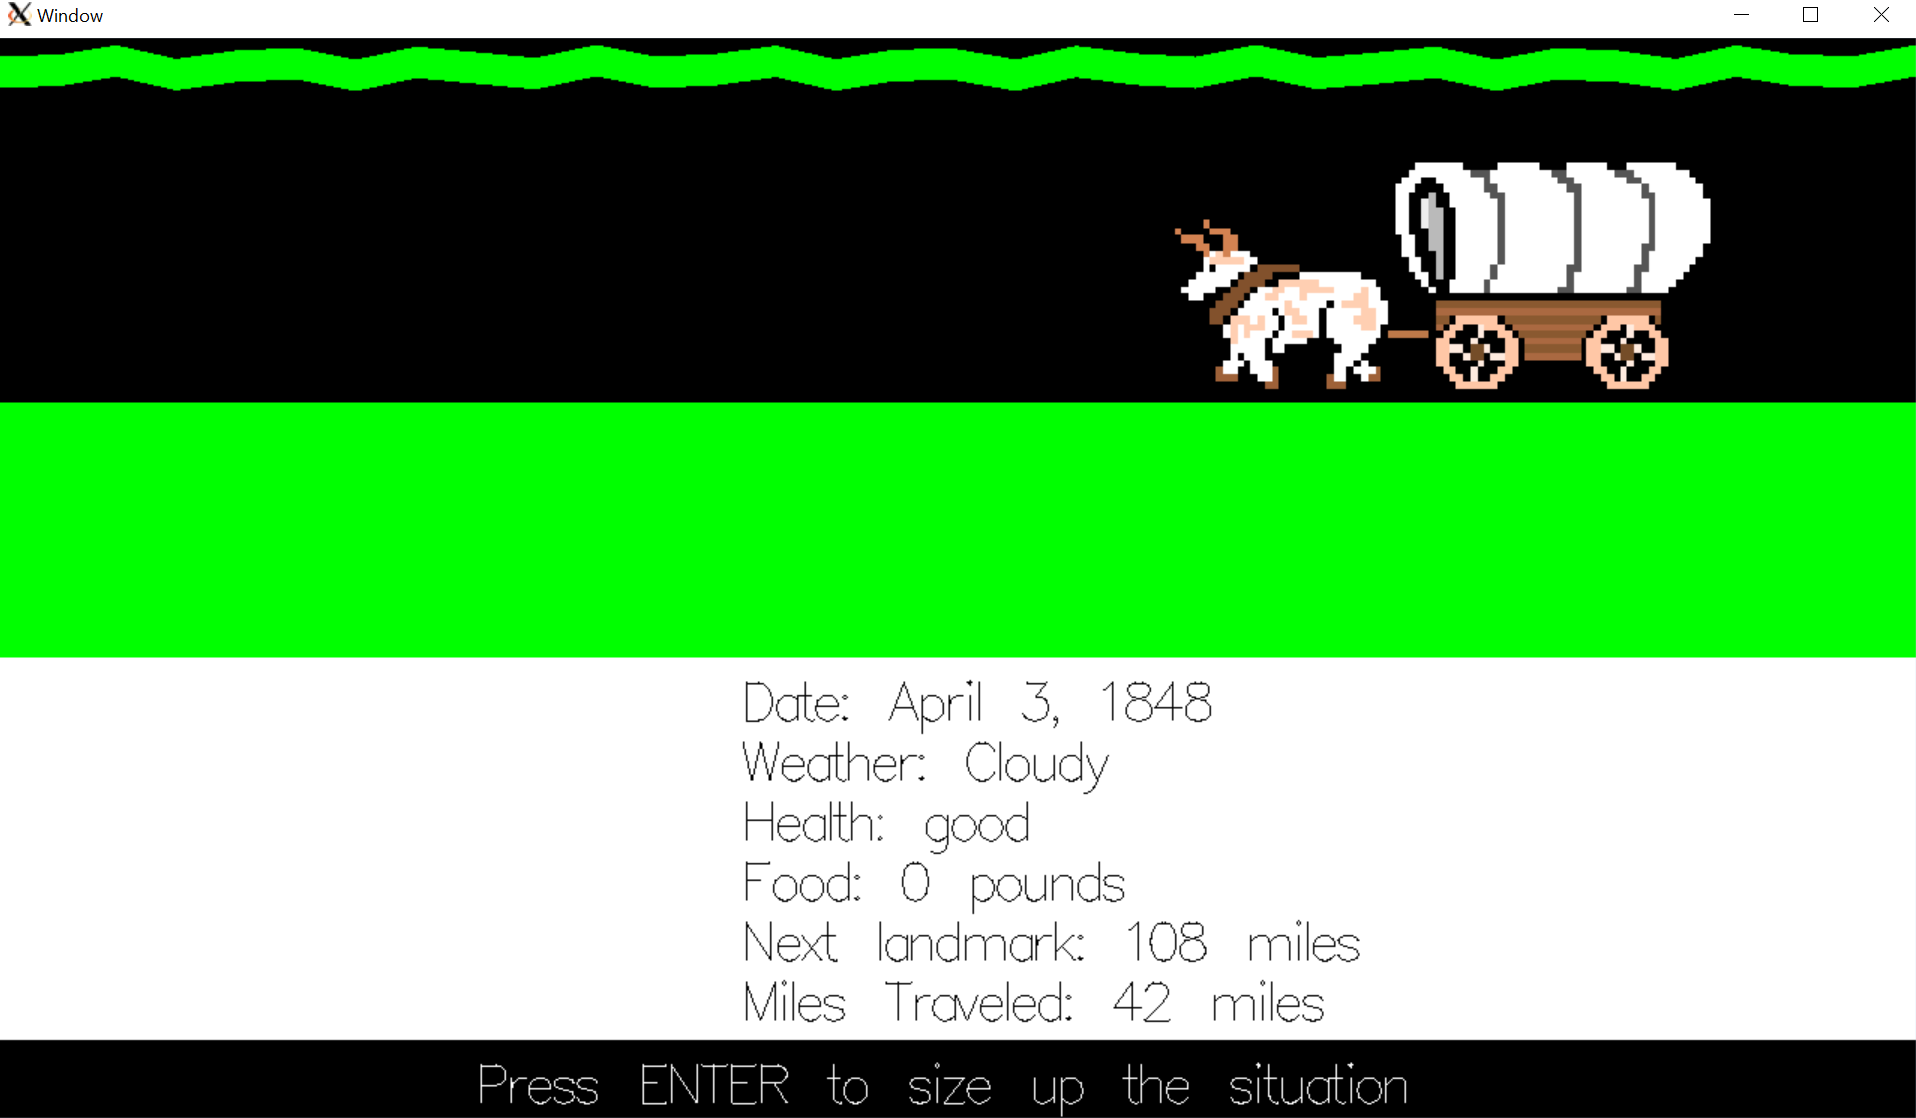 Window
Date: April 3, 1848
Weather: Cloudy
Health: good
Food: 0 pounds
Next landmark: 108 miles
Miles Traveled: 42 miles
Press ENTER to size up the situation